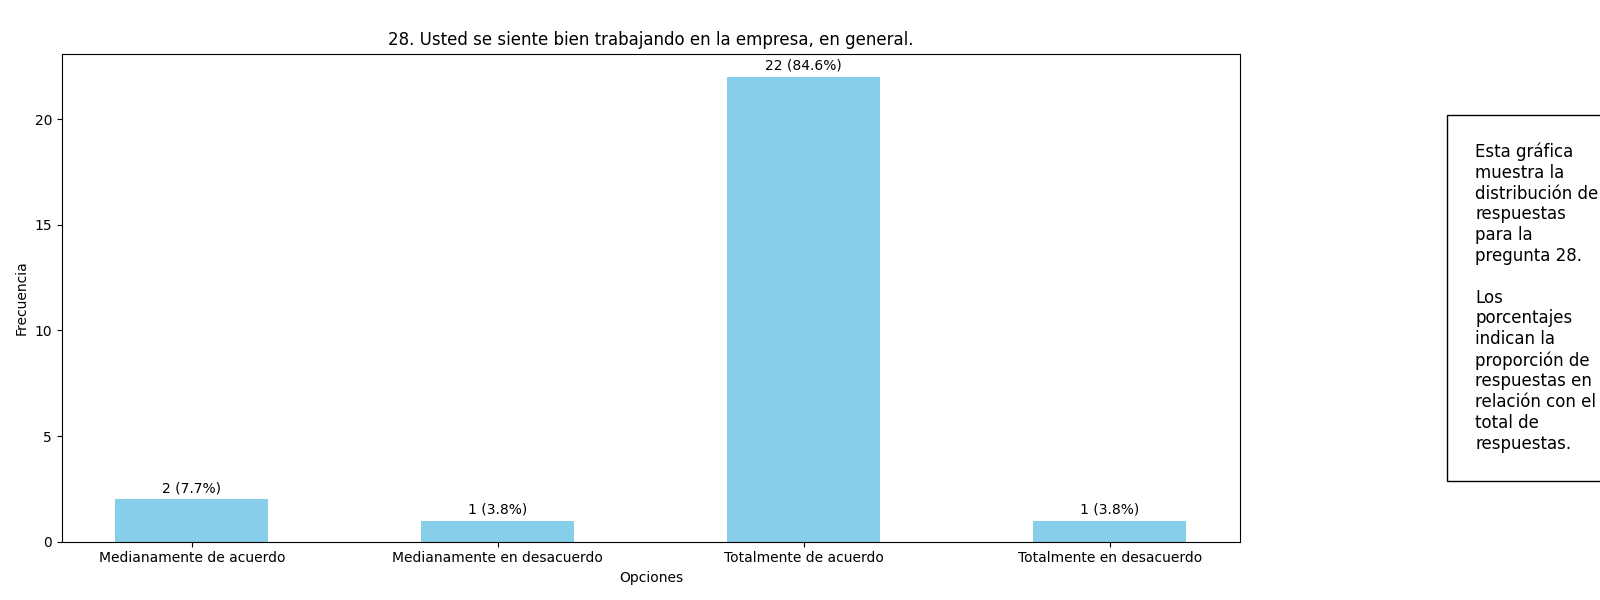 28. Usted se siente bien trabajando en la empresa, en general.
22 (84.6%)
20
15
10
5
0
Frecuencia
2 (7.7%)
1 (3.8%)
1 (3.8%)
Medianamente de acuerdo
Medianamente en desacuerdo
Totalmente de acuerdo
Totalmente en desacuerdo
Opciones
Esta gráfica
muestra la
distribución de
respuestas
para la
pregunta 28.
Los
porcentajes
indican la
proporción de
respuestas en
relación con el
total de
respuestas.